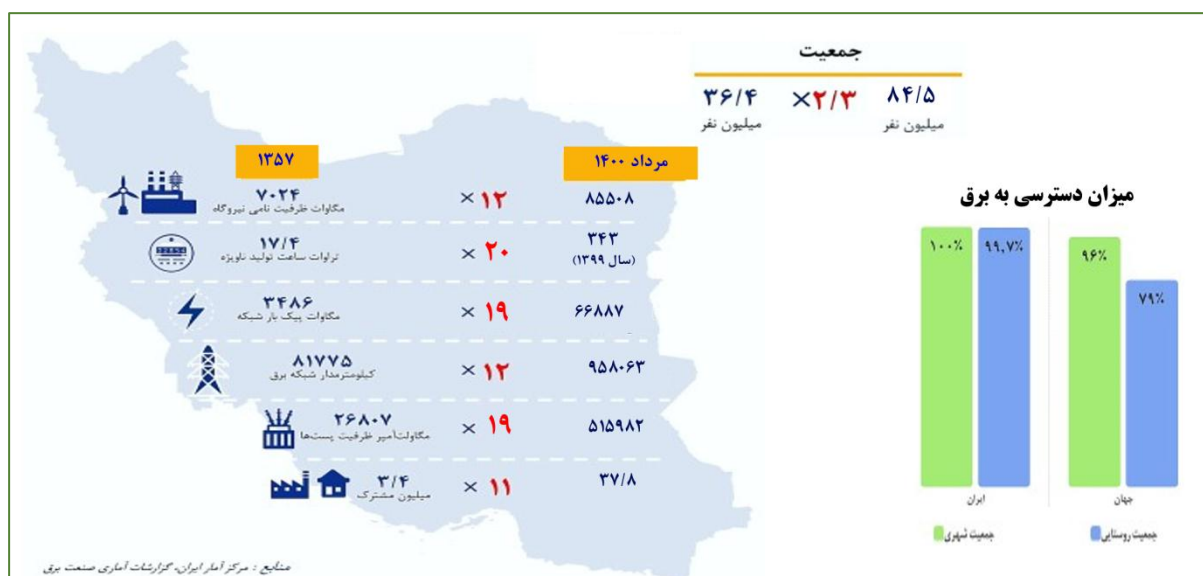 جمعیت
۸۴/۵ ×۲/۳ ۳۶/۴
میلیون نفر میلیون نفر
مرداد ۱۴۰۰ ۱۳۵۷
۸۵۵۰۸ × ۱۲ ۷۰۲۴
مگاوات ظرفیت نامی نیروگاه
۳۴۳ × ۲۰ ۱۷/۴
(سال ۱۳۹۹) تراوات ساعت تولید ناویژه
۶۶۸۸۷ × ۱۹ ۳۴۸۶
مگاوات پیک بار شبکه
۹۵۸۰۶۳ × ۱۲ ۸۱۷۷۵
کیلومترمدار شبکه برق
۵۱۵۹۸۲ × ۱۹ ۲۶۸۰۷
مگاولت‌آمپر ظرفیت پست‌ها
۳۷/۸ × ۱۱ ۳/۴
میلیون مشترک
منابع : مرکز آمار ایران، گزارشات آماری صنعت برق
میزان دسترسی به برق
۱۰۰% ۹۹,۷% ۹۶% ۷۹%
ایران جهان
جمعیت شهری جمعیت روستایی